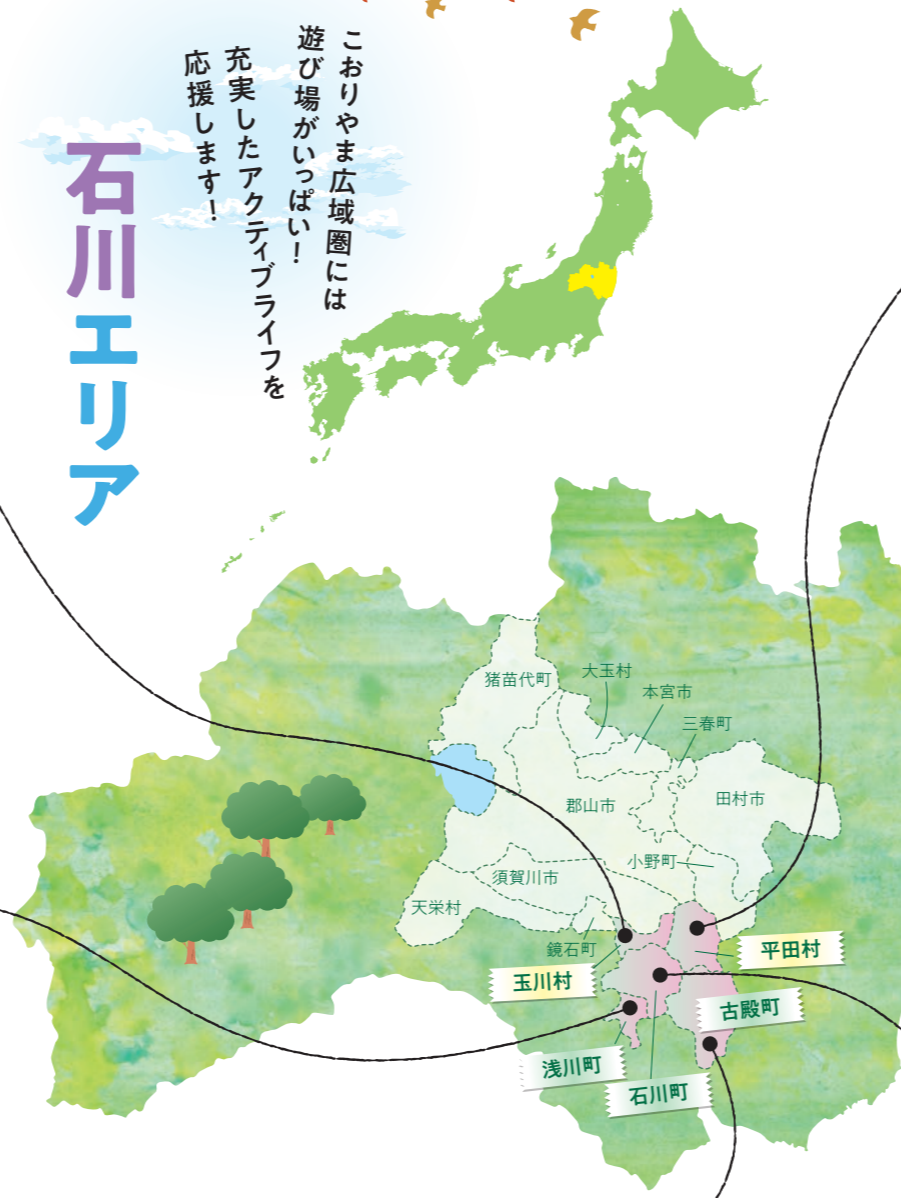 こおりやま広域圏には
遊び場がいっぱい！
充実したアクティブライフを
応援します！
石川エリア
猪苗代町
大玉村
本宮市
三春町
郡山市
田村市
小野町
須賀川市
天栄村
鏡石町
平田村
玉川村
古殿町
浅川町
石川町